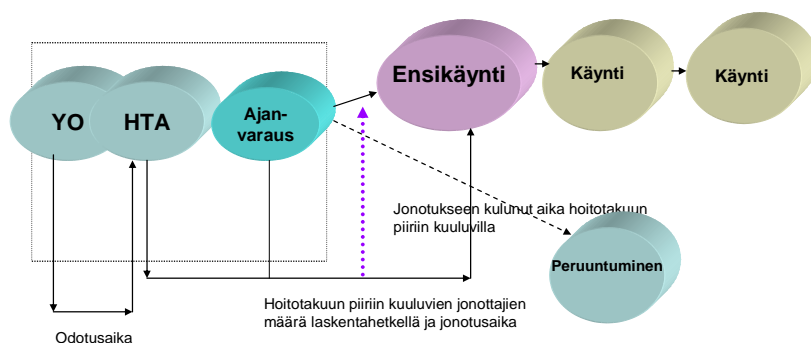 YO
HTA
Ajan-
varaus
Ensikäynti
Käynti
Käynti
Jonotukseen kulunut aika hoitotakuun
piiriin kuuluvilla
Peruuntuminen
Hoitotakuun piiriin kuuluvien jonottajien
määrä laskentahetkellä ja jonotusaika
Odotusaika